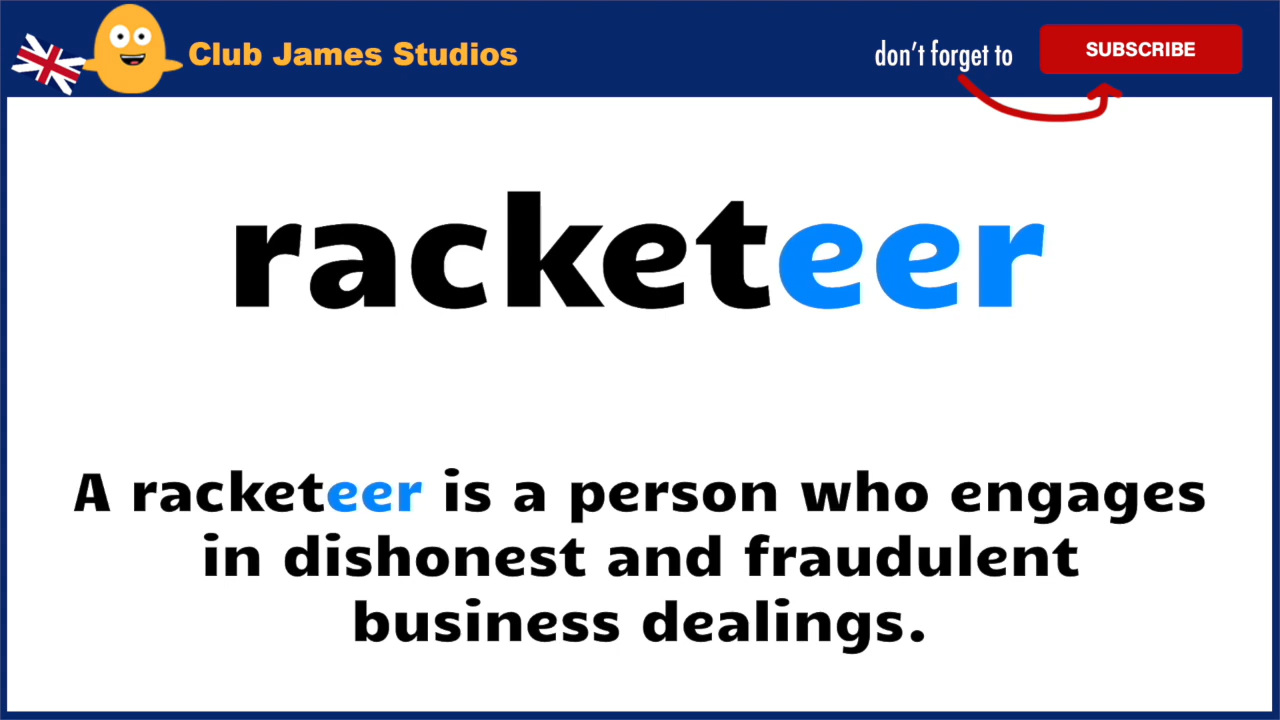 Club James Studios
don't forget to
SUBSCRIBE
racketeer
A racketeer is a person who engages
in dishonest and fraudulent
business dealings.